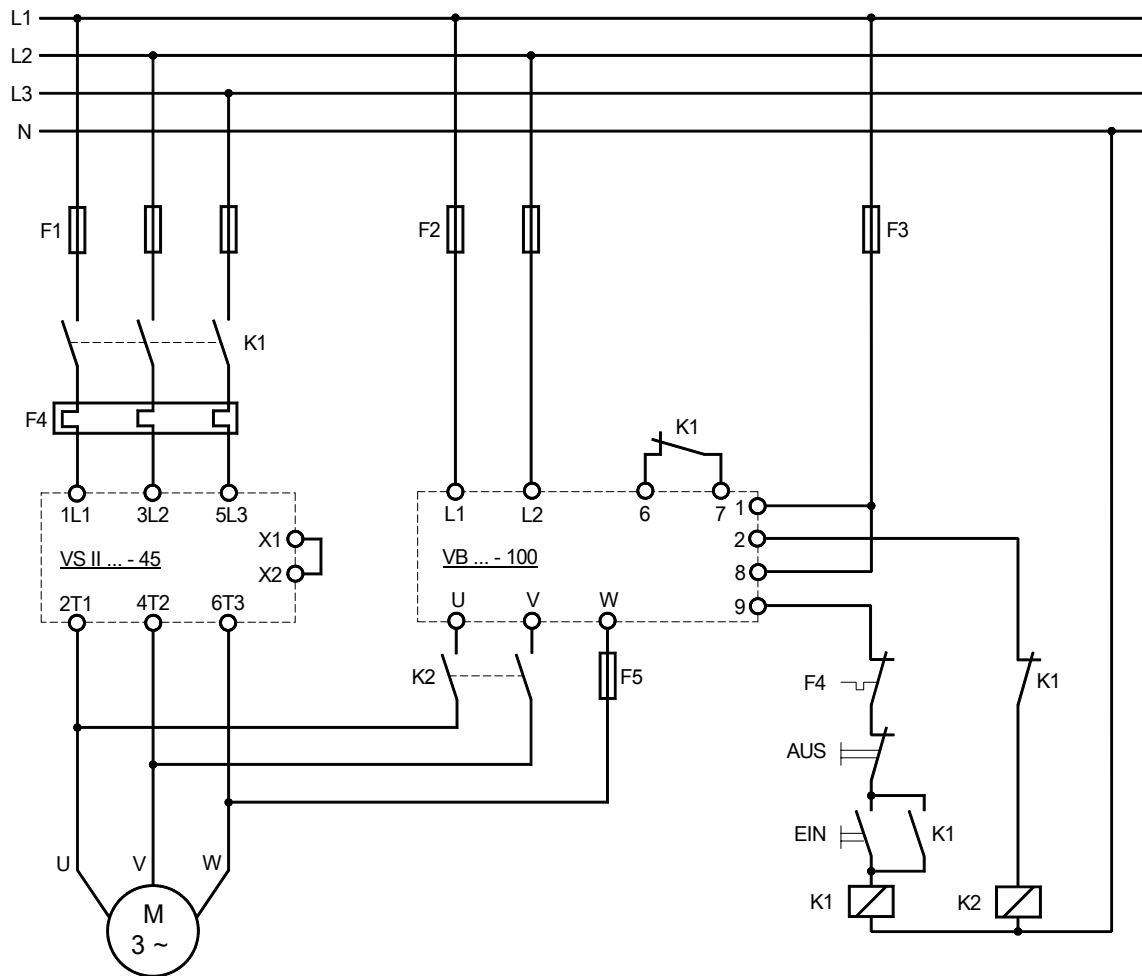 L1
L2
L3
N
F1
F2
F3
K1
F4
K1
1L1 3L2 5L3
L1 L2 6 7
1
X1
2
VS II ... - 45
VB ... - 100
X2
8
2T1 4T2 6T3
U V W
9
K2
F5
F4
K1
AUS
EIN
K1
U V W
K1
K2
M
3 ~